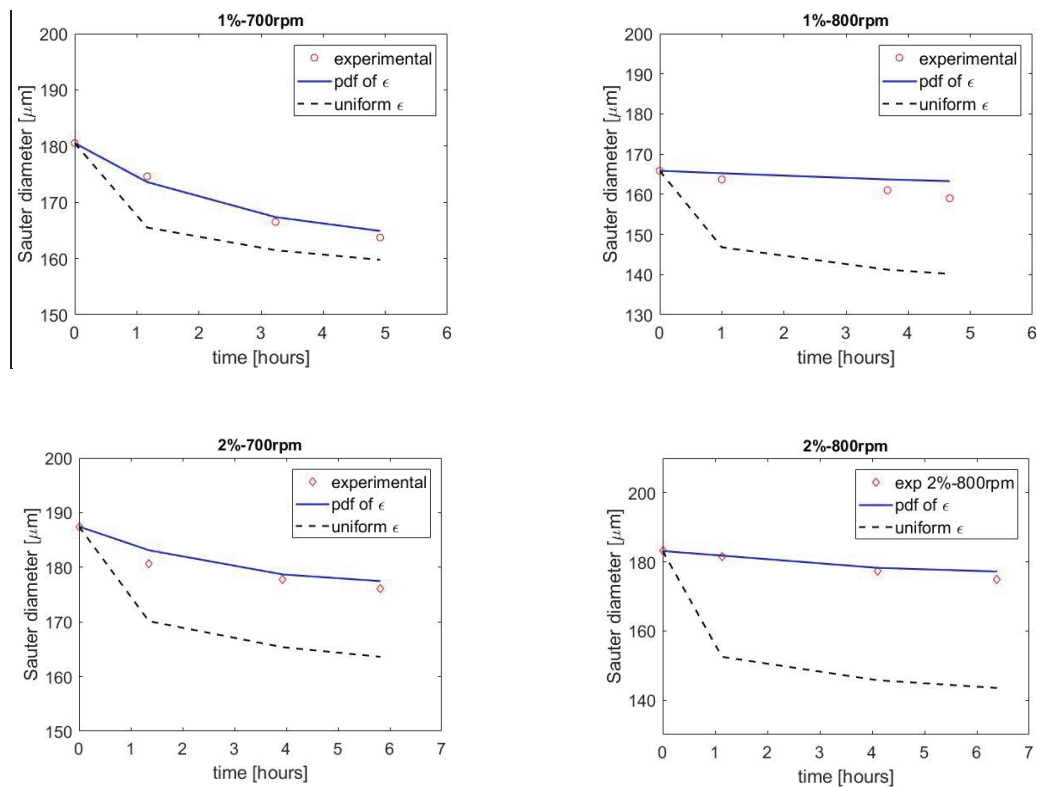 1%-700rpm
200
190
180
170
160
150
0 1 2 3 4 5 6
Sauter diameter [μm]
time [hours]
experimental
pdf of ϵ
uniform ϵ
1%-800rpm
200
190
180
170
160
150
140
130
0 1 2 3 4 5 6
Sauter diameter [μm]
time [hours]
experimental
pdf of ϵ
uniform ϵ
2%-700rpm
200
190
180
170
160
150
0 1 2 3 4 5 6 7
Sauter diameter [μm]
time [hours]
experimental
pdf of ϵ
uniform ϵ
2%-800rpm
200
180
160
140
0 1 2 3 4 5 6 7
Sauter diameter [μm]
time [hours]
exp 2%-800rpm
pdf of ϵ
uniform ϵ